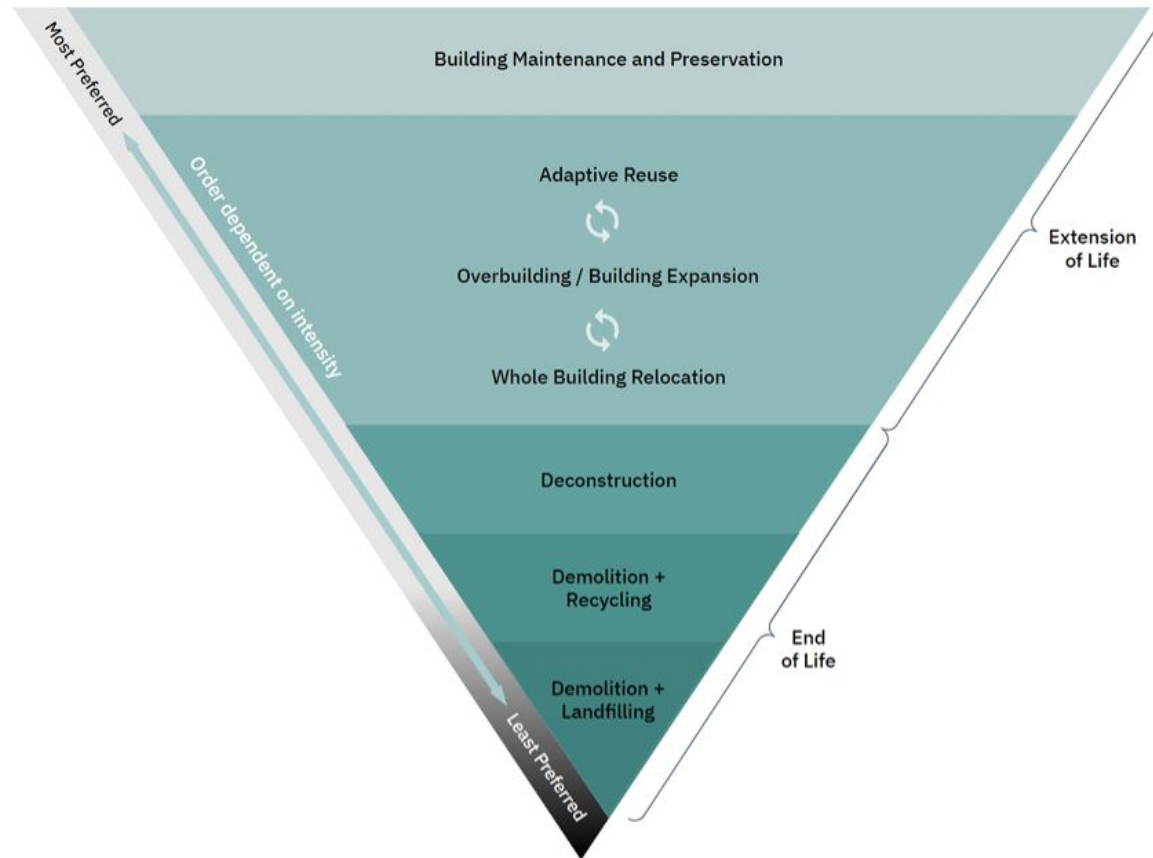 Most Preferred
Building Maintenance and Preservation
Order dependent on intensity
Adaptive Reuse
Overbuilding / Building Expansion
Whole Building Relocation
Extension
of Life
Deconstruction
Demolition +
Recycling
Demolition +
Landfilling
End
of Life
Least Preferred